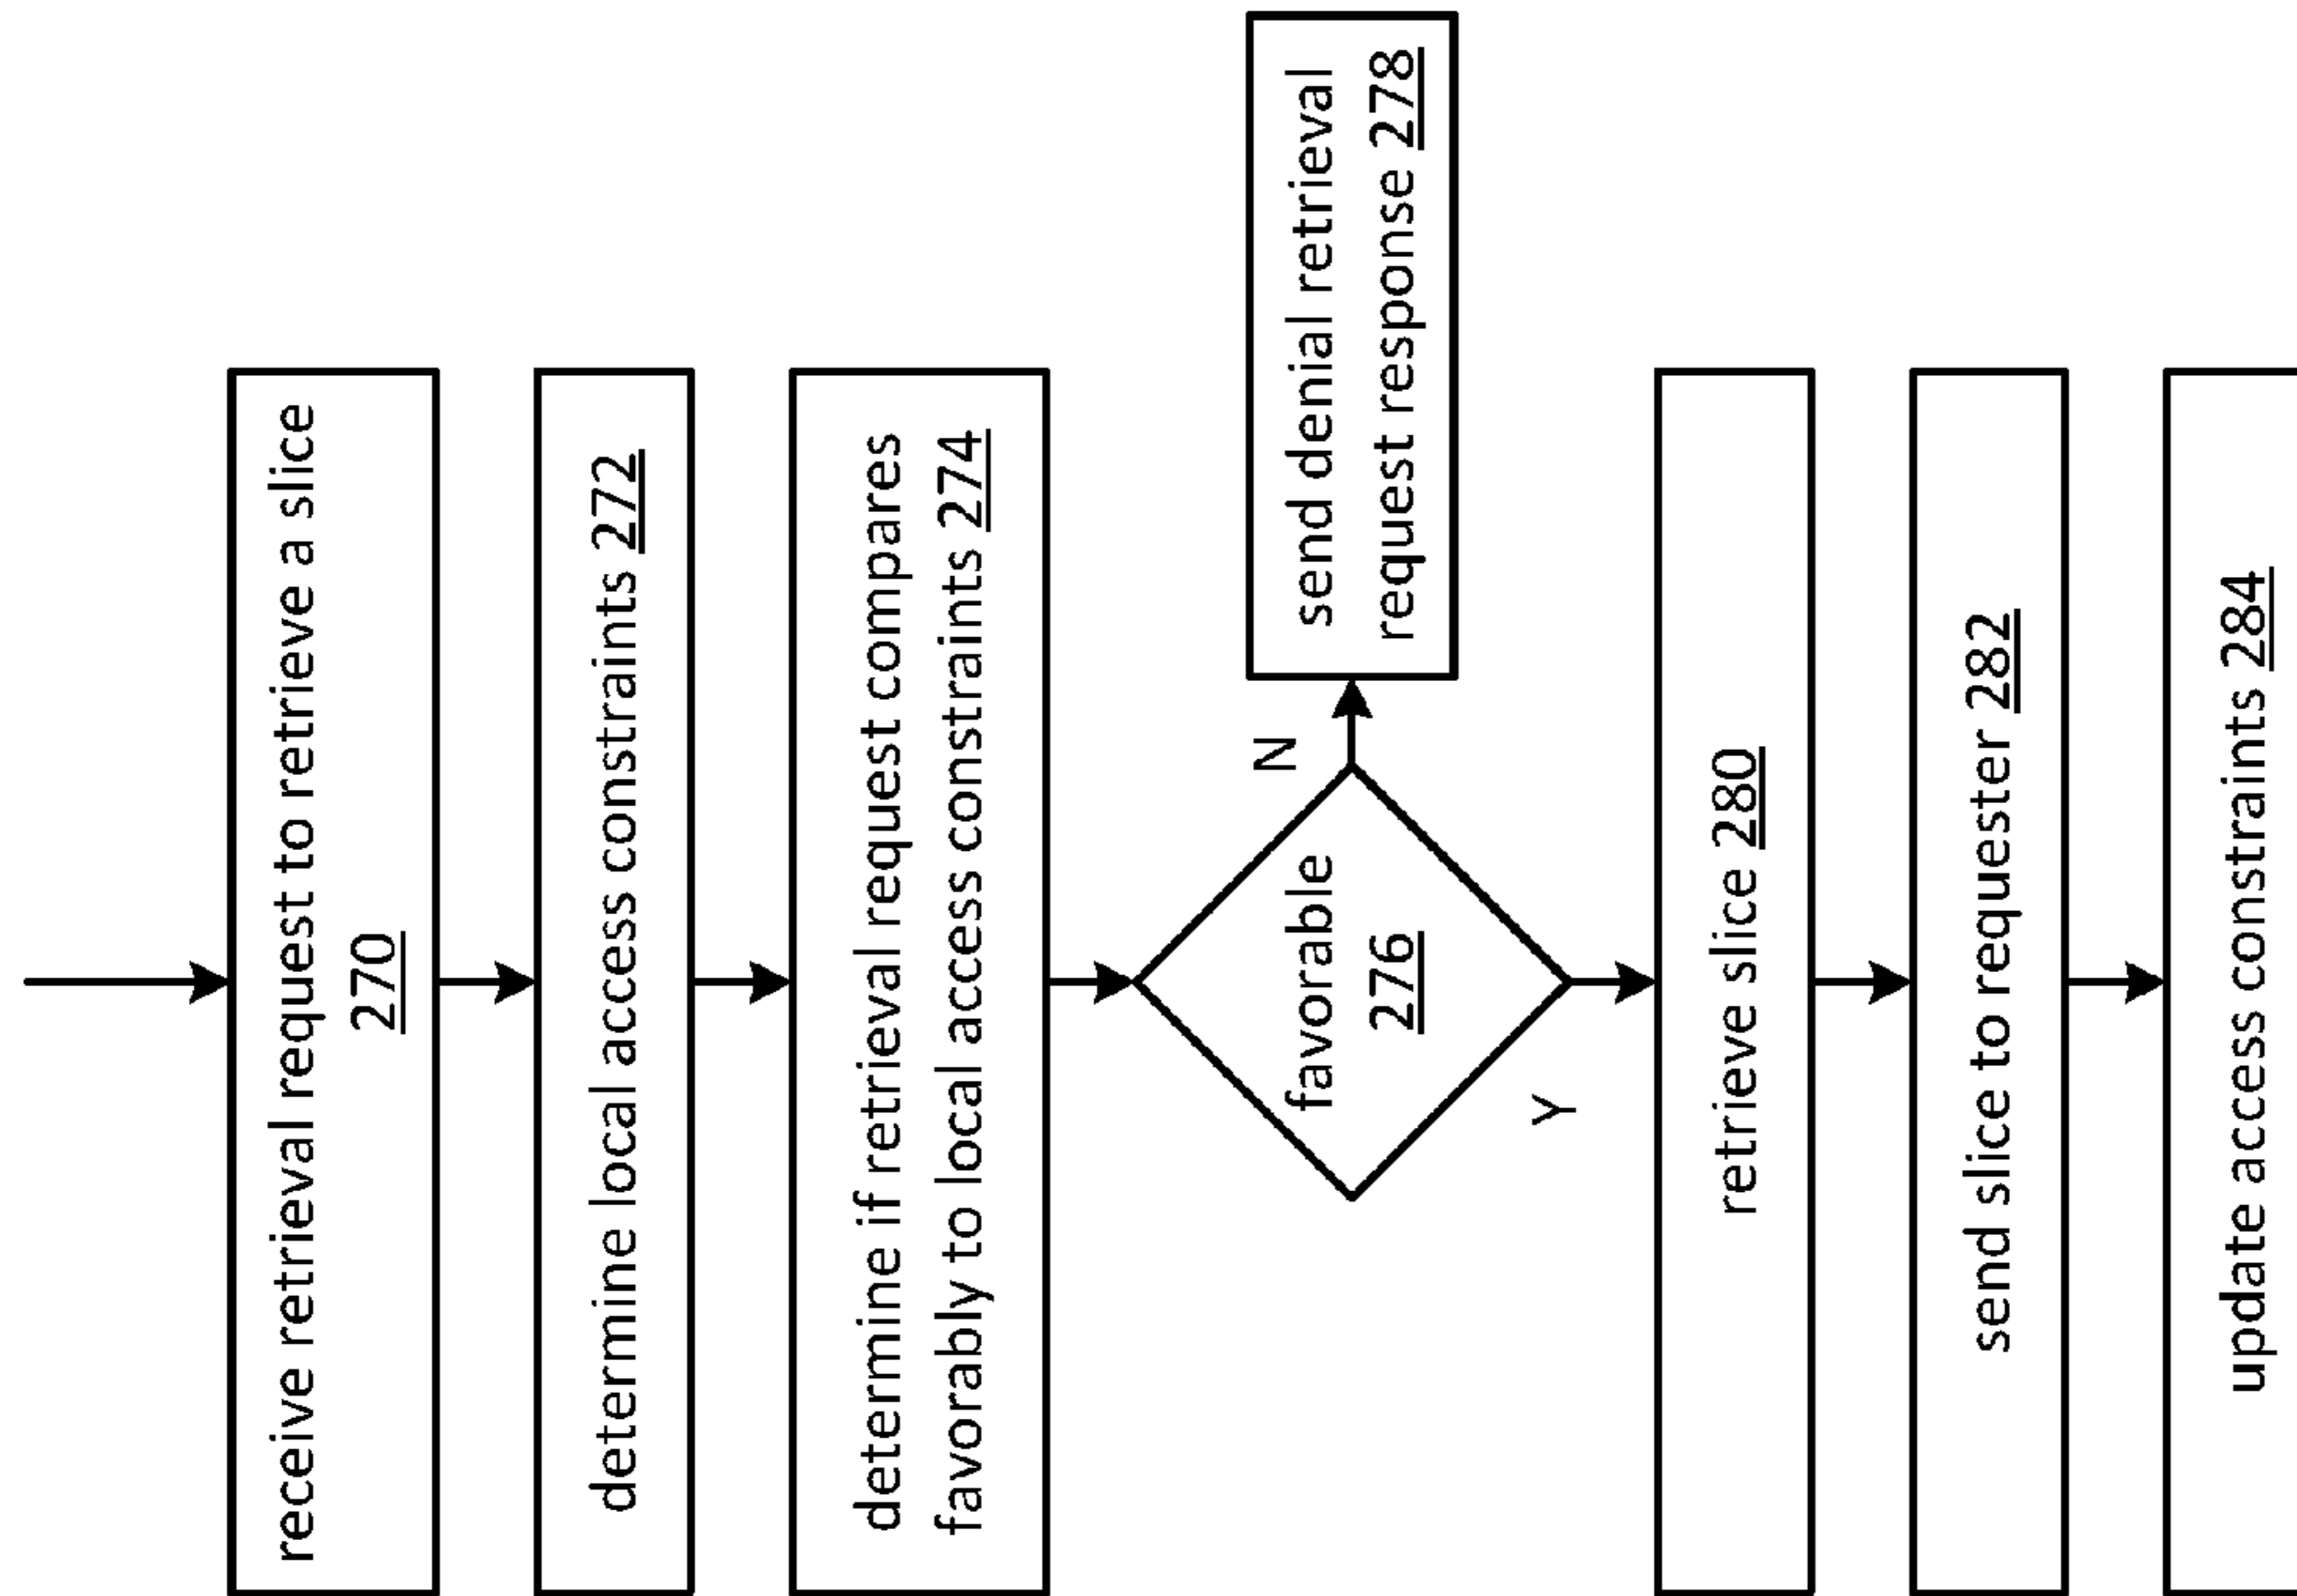 receive retrieval request to retrieve a slice
270
determine local access constraints 272
determine if retrieval request compares
favorably to local access constraints 274
favorable
276
N
send denial retrieval
request response 278
Y
retrieve slice 280
send slice to requester 282
update access constraints 284